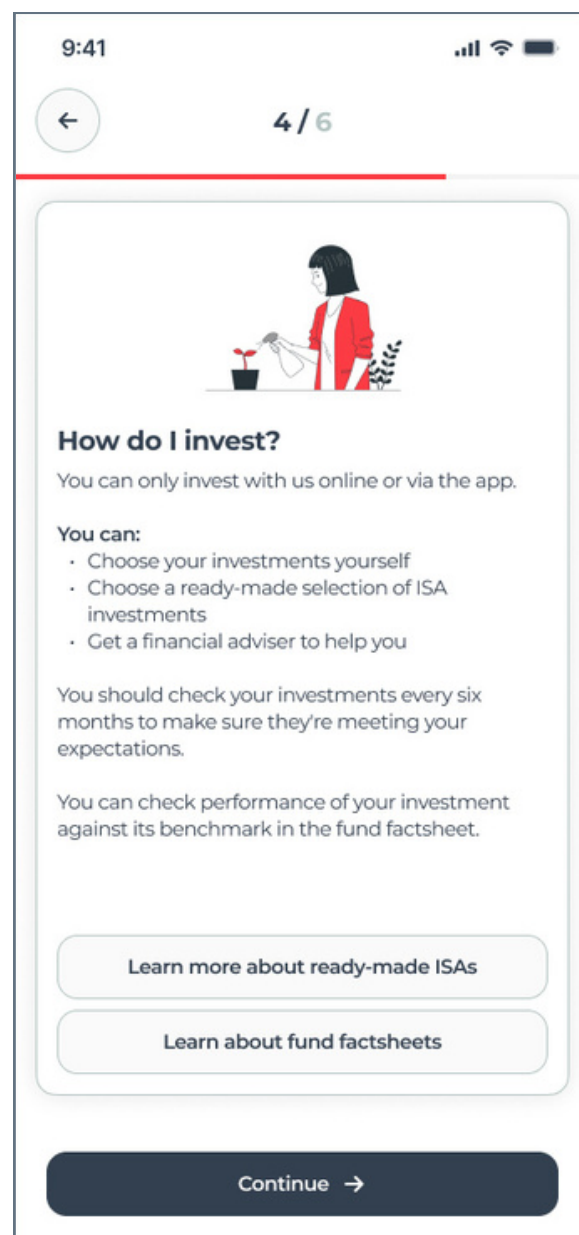 9:41
4 / 6
How do I invest?
You can only invest with us online or via the app.
You can:
· Choose your investments yourself
· Choose a ready-made selection of ISA
investments
· Get a financial adviser to help you
You should check your investments every six
months to make sure they're meeting your
expectations.
You can check performance of your investment
against its benchmark in the fund factsheet.
Learn more about ready-made ISAs
Learn about fund factsheets
Continue →